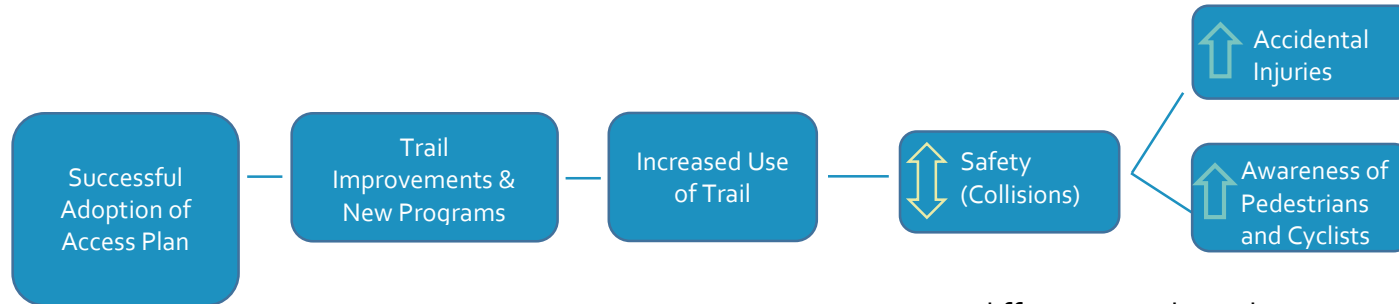 Successful
Adoption of
Access Plan
Trail
Improvements &
New Programs
Increased Use
of Trail
Safety
(Collisions)
Accidental
Injuries
Awareness of
Pedestrians
and Cyclists